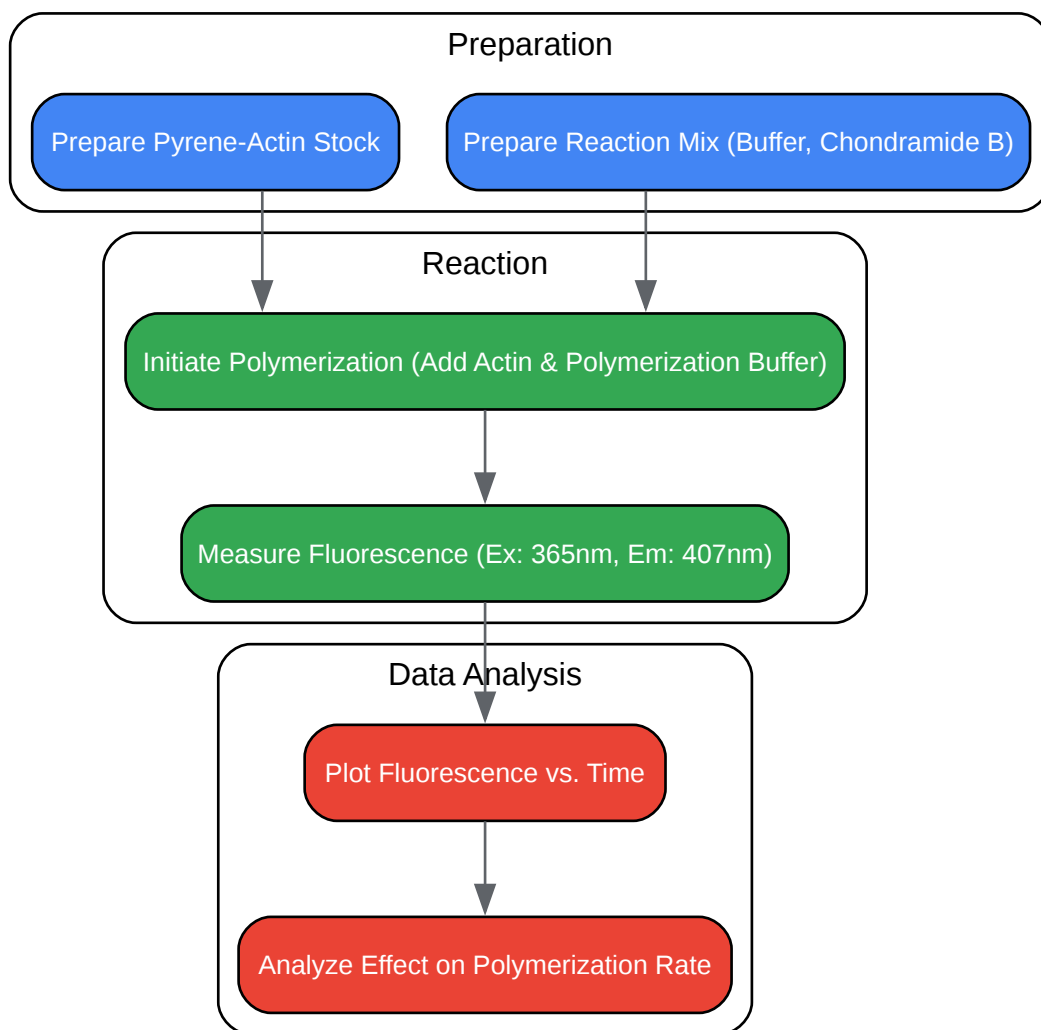 Preparation
Prepare Pyrene-Actin Stock
Prepare Reaction Mix (Buffer, Chondramide B)
Reaction
Initiate Polymerization (Add Actin & Polymerization Buffer)
Measure Fluorescence (Ex: 365nm, Em: 407nm)
Data Analysis
Plot Fluorescence vs. Time
Analyze Effect on Polymerization Rate